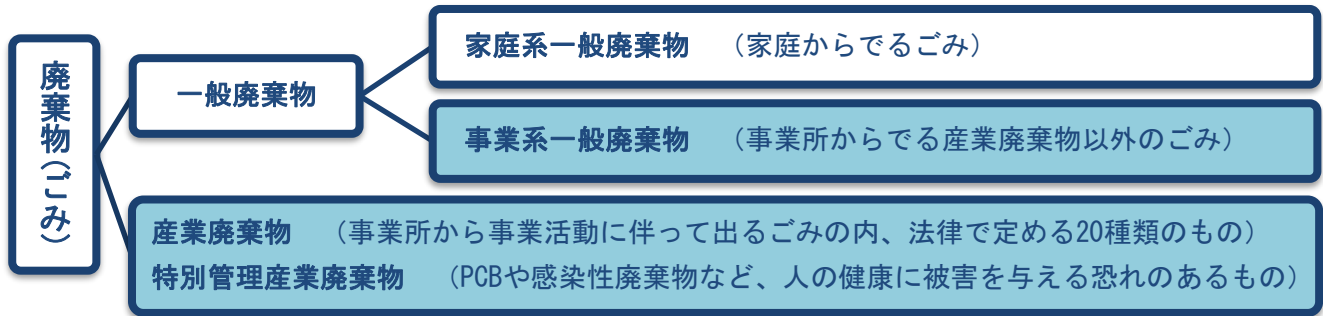 廃棄物(ごみ)
一般廃棄物
家庭系一般廃棄物 (家庭からでるごみ)
事業系一般廃棄物 (事業所からでる産業廃棄物以外のごみ)
産業廃棄物 (事業所から事業活動に伴って出るごみの内、法律で定める20種類のもの)
特別管理産業廃棄物 (PCBや感染性廃棄物など、人の健康に被害を与える恐れのあるもの)